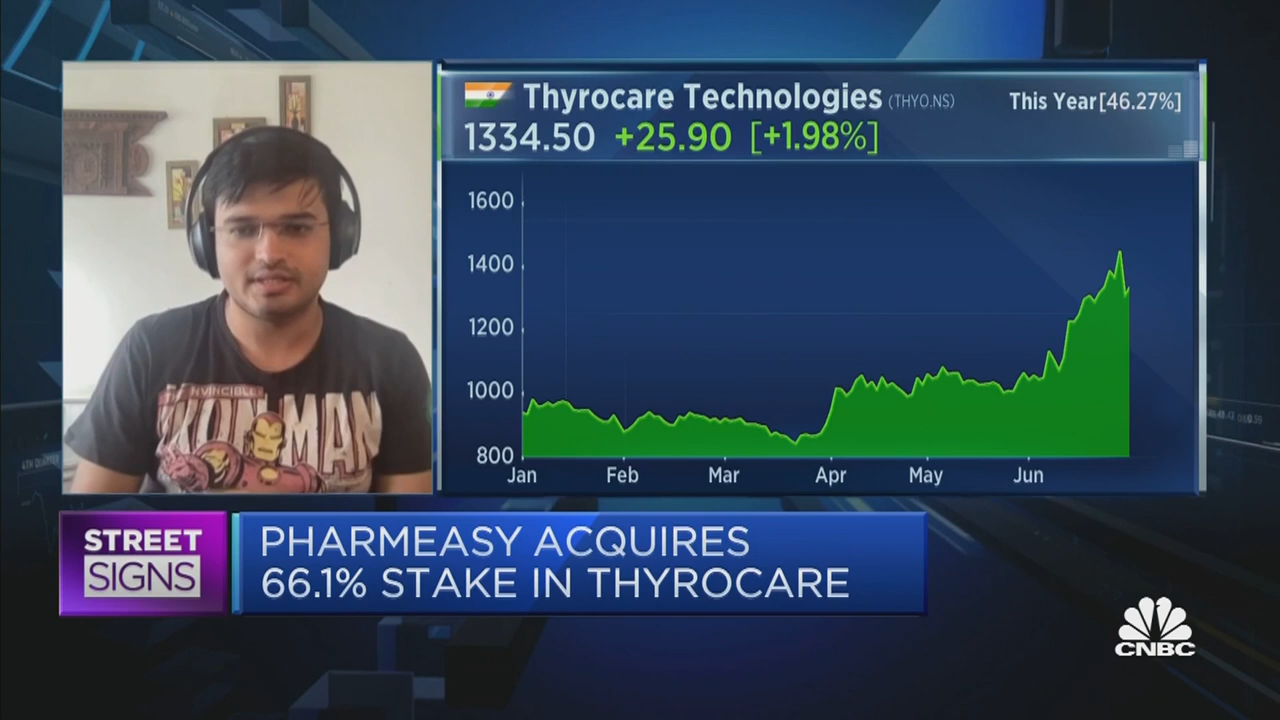 Thyrocare Technologies (THYO.NS) This Year[46.27%]
1334.50 +25.90 [+1.98%]
1600
1400
1200
1000
800
Jan Feb Mar Apr May Jun
INVINCIBLE
IRON MAN
STREET
SIGNS
PHARMEASY ACQUIRES
66.1% STAKE IN THYROCARE
CNBC